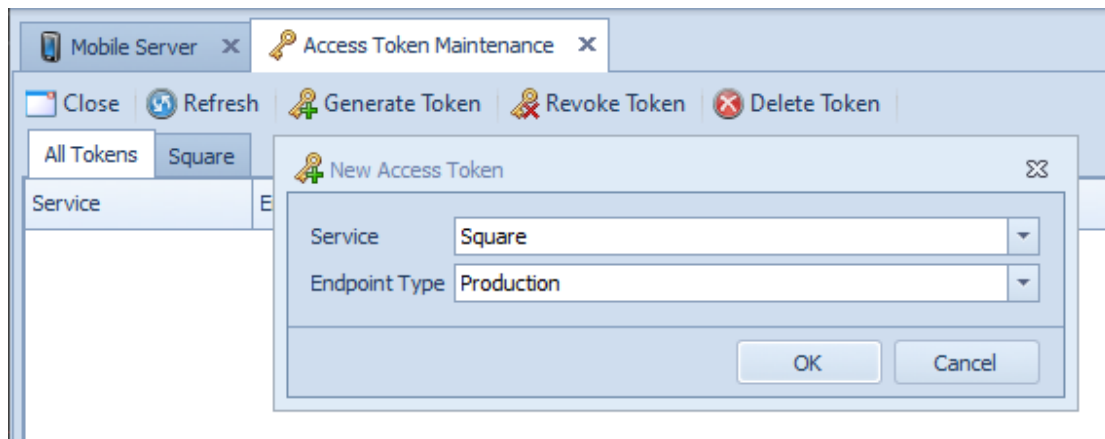 Mobile Server Access Token Maintenance
Close Refresh Generate Token Revoke Token Delete Token
All Tokens Square
New Access Token
Service
Service Square
Endpoint Type Production
OK Cancel